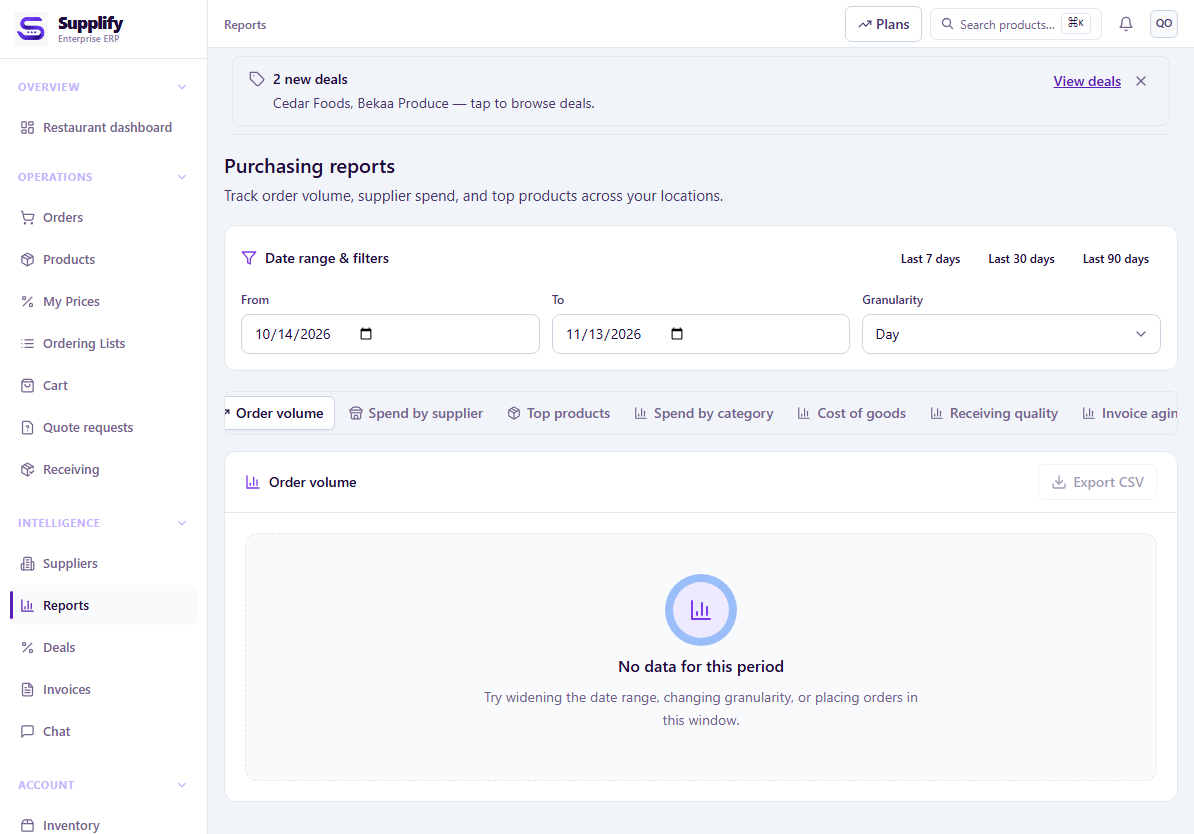 Supplify
Enterprise ERP
OVERVIEW
Restaurant dashboard
OPERATIONS
Orders
Products
My Prices
Ordering Lists
Cart
Quote requests
Receiving
INTELLIGENCE
Suppliers
Reports
Deals
Invoices
Chat
ACCOUNT
Inventory
Reports
Plans
Search products...
⌘K
QO
2 new deals
Cedar Foods, Bekaa Produce — tap to browse deals.
View deals
Purchasing reports
Track order volume, supplier spend, and top products across your locations.
Date range & filters
Last 7 days
Last 30 days
Last 90 days
From
To
Granularity
10/14/2026
11/13/2026
Day
Order volume
Spend by supplier
Top products
Spend by category
Cost of goods
Receiving quality
Invoice agin
Order volume
Export CSV
No data for this period
Try widening the date range, changing granularity, or placing orders in
this window.